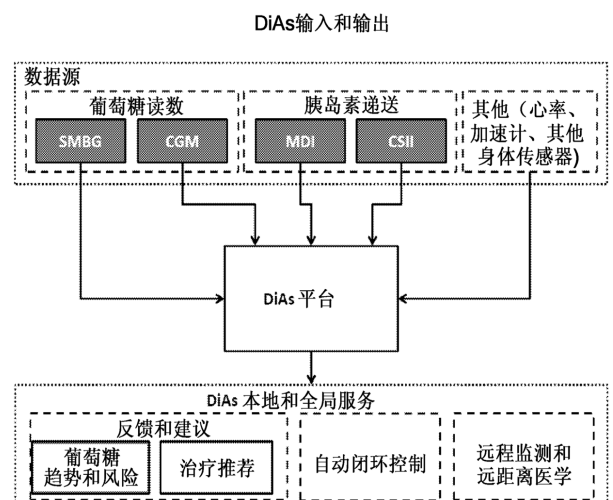 DiAs输入和输出
数据源
葡萄糖读数
SMBG
CGM
胰岛素递送
MDI
CSII
其他（心率、
加速计、其他
身体传感器)
DiAs 平台
DiAs 本地和全局服务
反馈和建议
葡萄糖
趋势和风险
治疗推荐
自动闭环控制
远程监测和
远距离医学